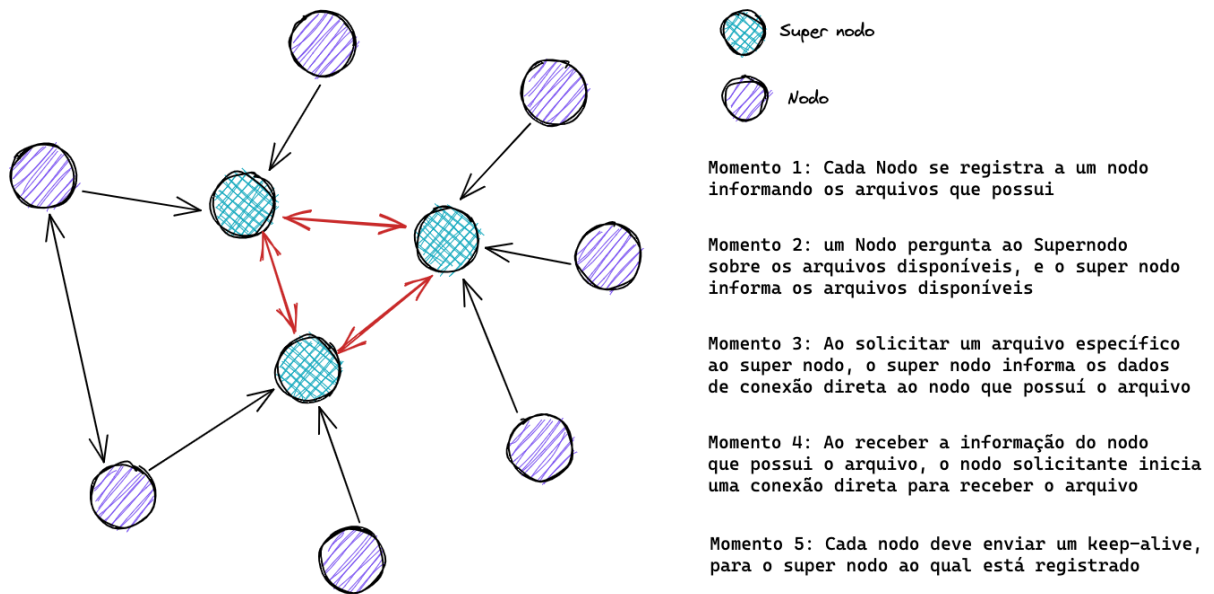 Super nodo
Nodo
Momento 1: Cada Nodo se registra a um nodo
informando os arquivos que possui
Momento 2: um Nodo pergunta ao Supernodo
sobre os arquivos disponíveis, e o super nodo
informa os arquivos disponíveis
Momento 3: Ao solicitar um arquivo específico
ao super nodo, o super nodo informa os dados
de conexão direta ao nodo que possuí o arquivo
Momento 4: Ao receber a informação do nodo
que possui o arquivo, o nodo solicitante inicia
uma conexão direta para receber o arquivo
Momento 5: Cada nodo deve enviar um keep-alive,
para o super nodo ao qual está registrado